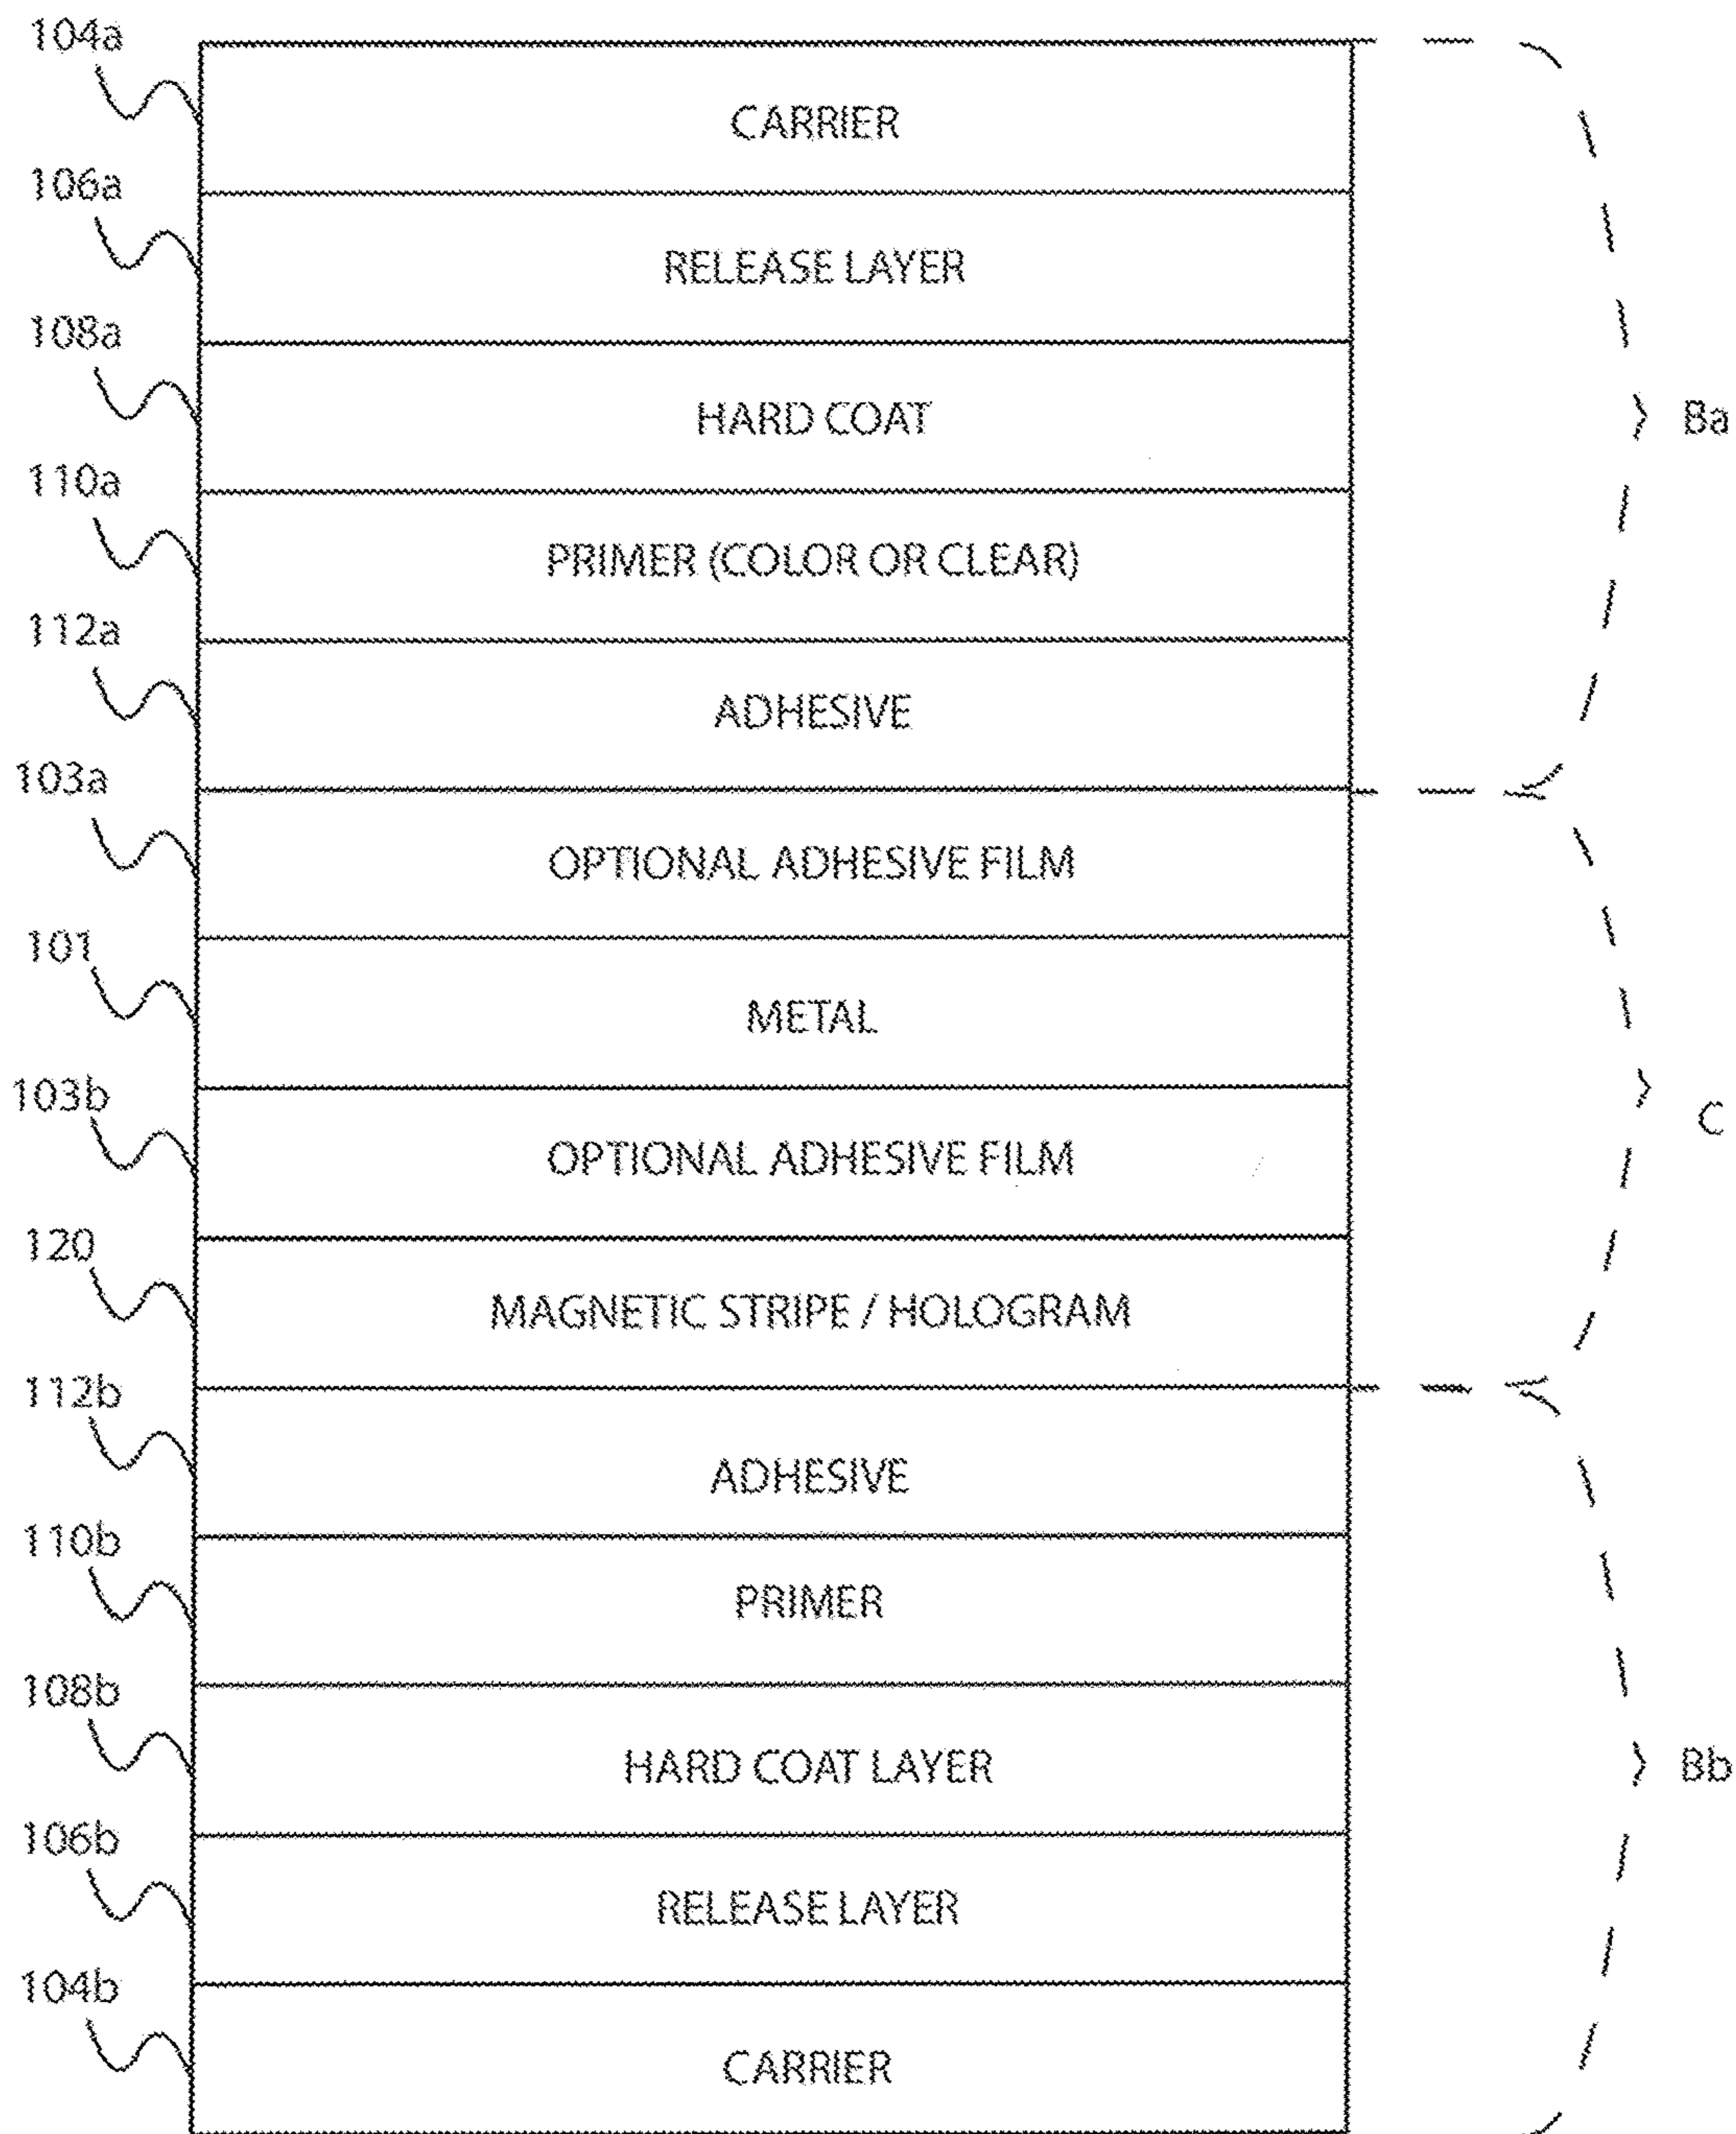 104a
CARRIER
106a
RELEASE LAYER
108a
HARD COAT
Ba
110a
PRIMER (COLOR OR CLEAR)
112a
ADHESIVE
103a
OPTIONAL ADHESIVE FILM
101
METAL
103b
C
OPTIONAL ADHESIVE FILM
120
MAGNETIC STRIPE / HOLOGRAM
112b
ADHESIVE
110b
PRIMER
108b
HARD COAT LAYER
Bb
106b
RELEASE LAYER
104b
CARRIER